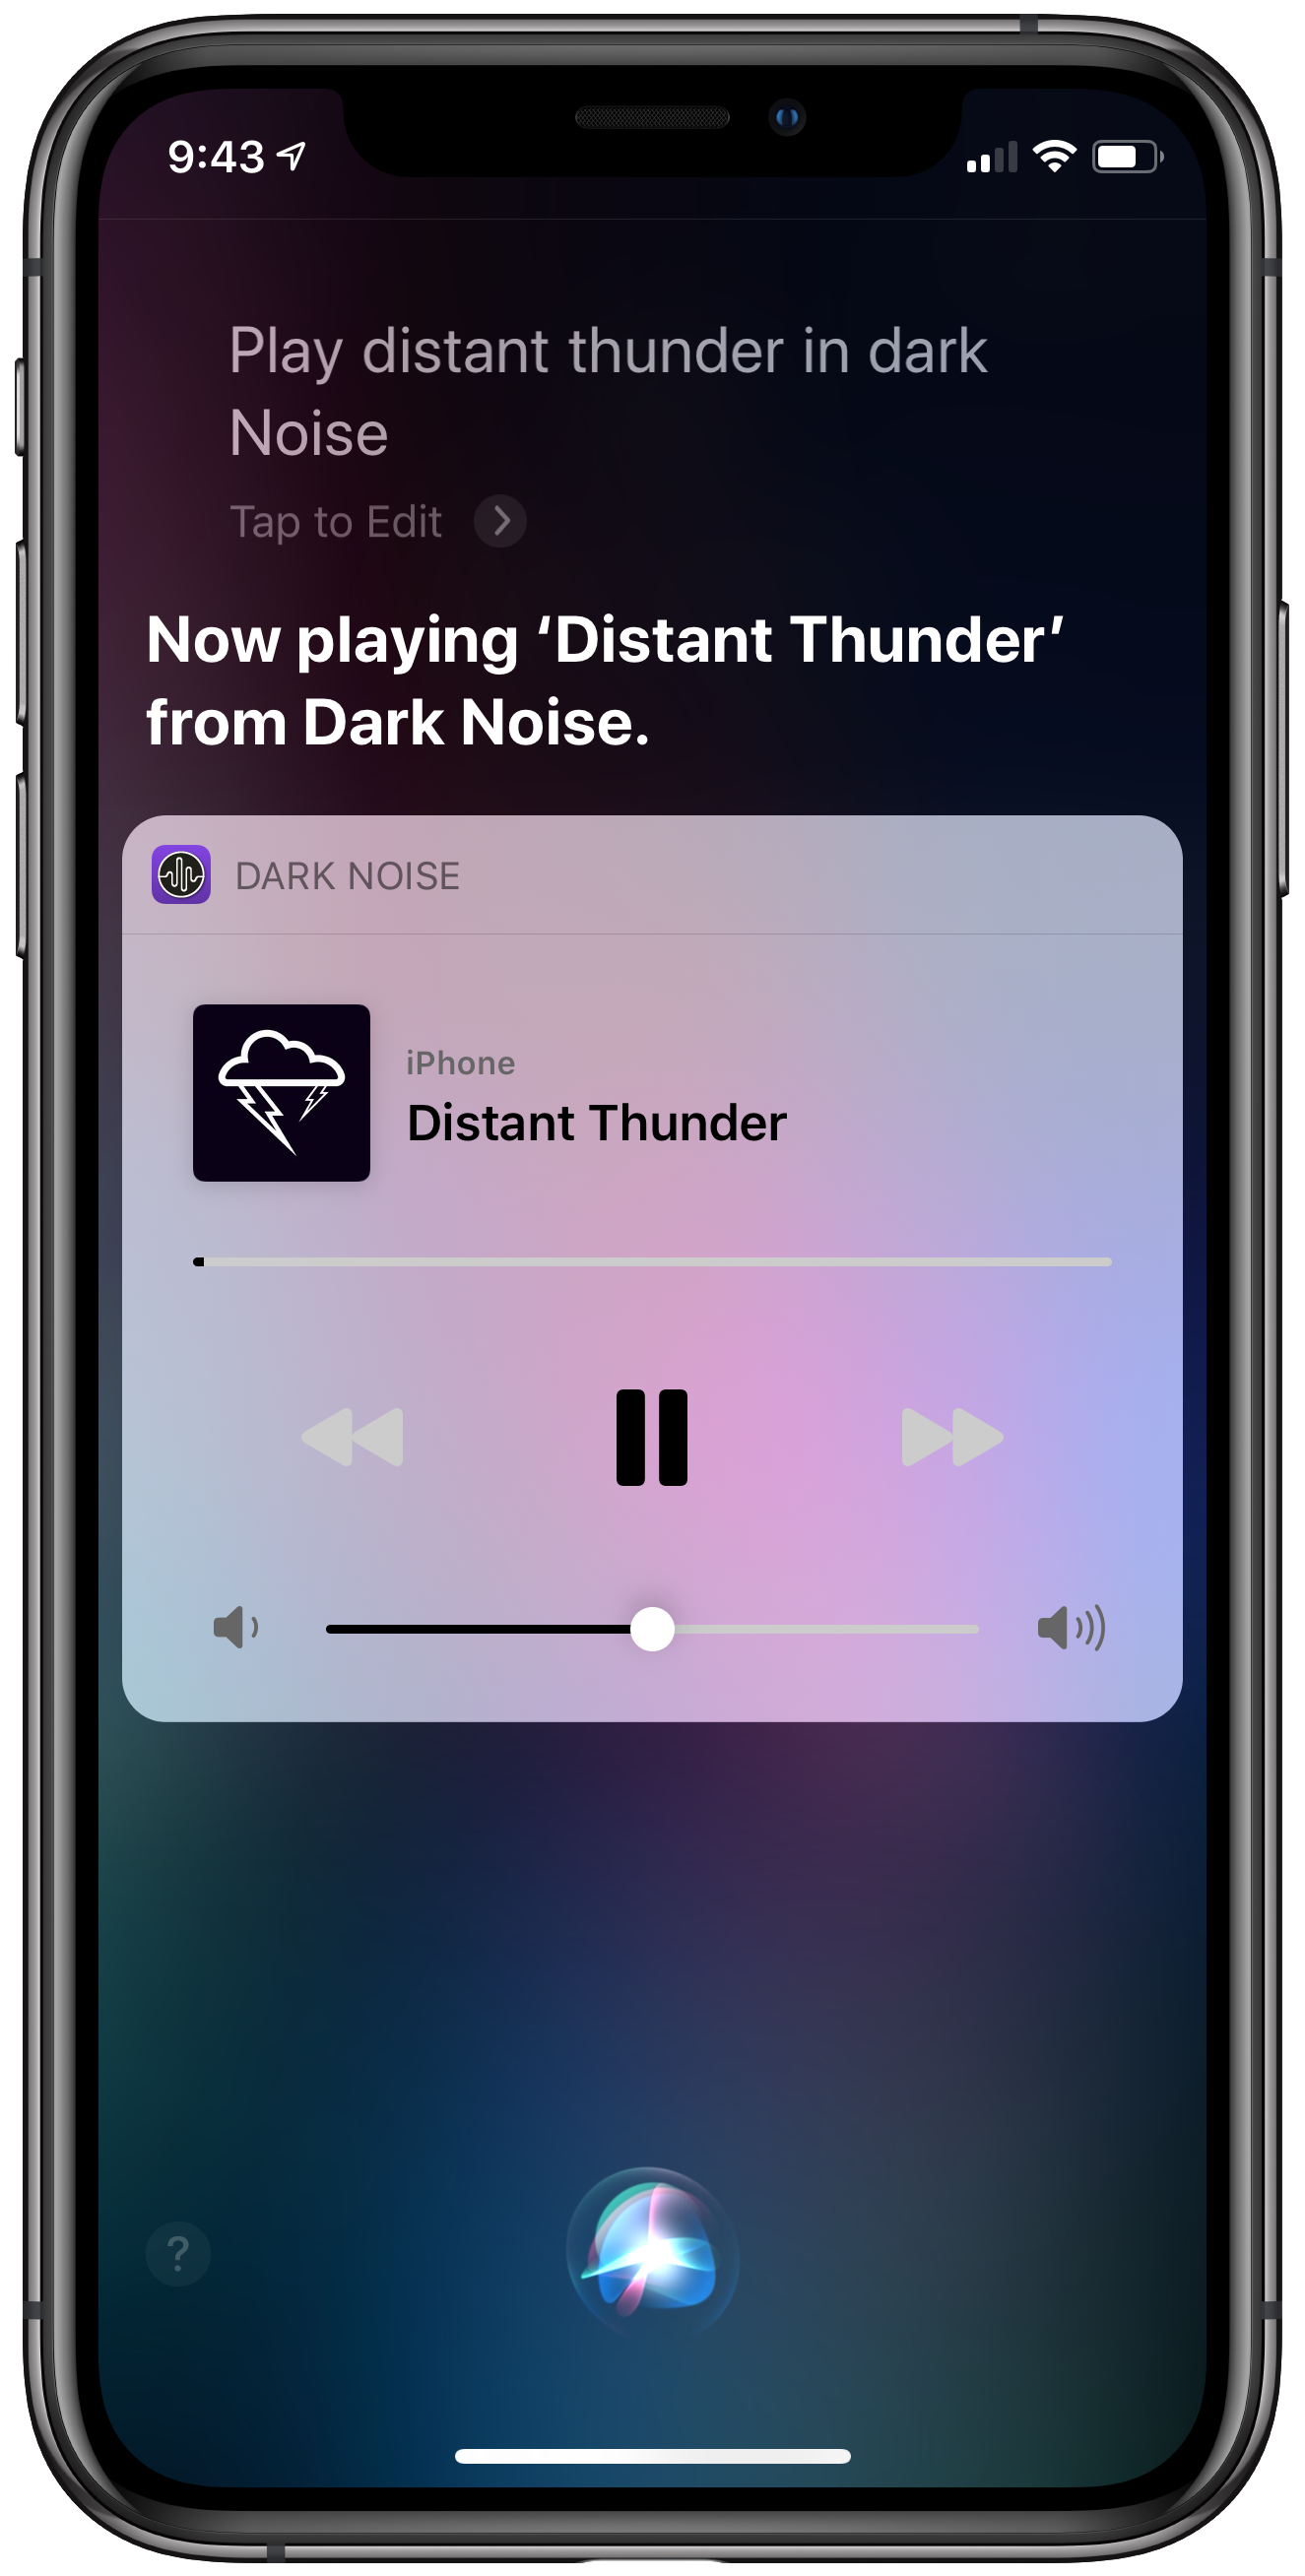 9:43
Play distant thunder in dark
Noise
Tap to Edit
Now playing ‘Distant Thunder’
from Dark Noise.
DARK NOISE
iPhone
Distant Thunder
?